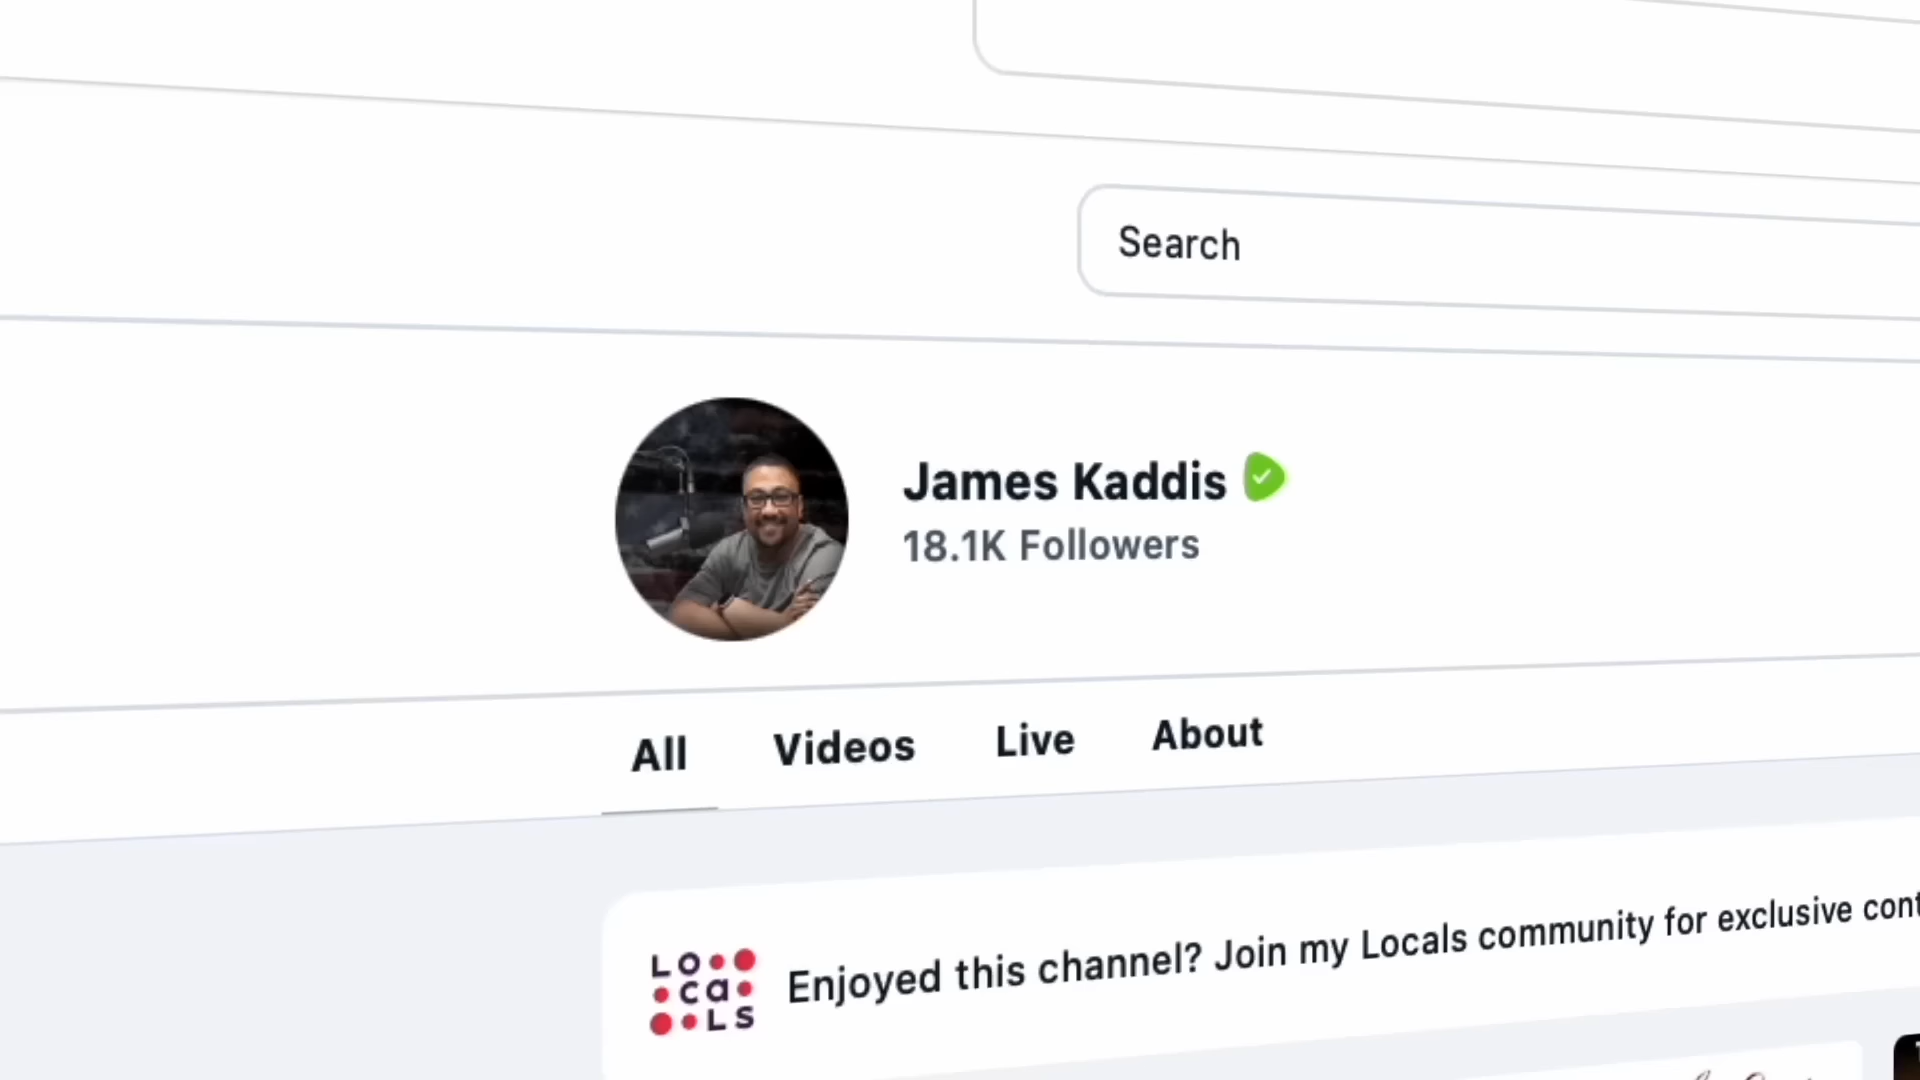 Search
James Kaddis
18.1K Followers
All Videos Live About
LOcaLS
Enjoyed this channel? Join my Locals community for exclusive